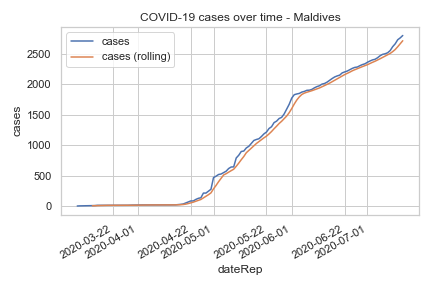 COVID-19 cases over time - Maldives
cases
cases (rolling)
2500
2000
1500
1000
500
0
cases
2020-03-22
2020-04-01
2020-04-22
2020-05-01
2020-05-22
2020-06-01
2020-06-22
2020-07-01
dateRep